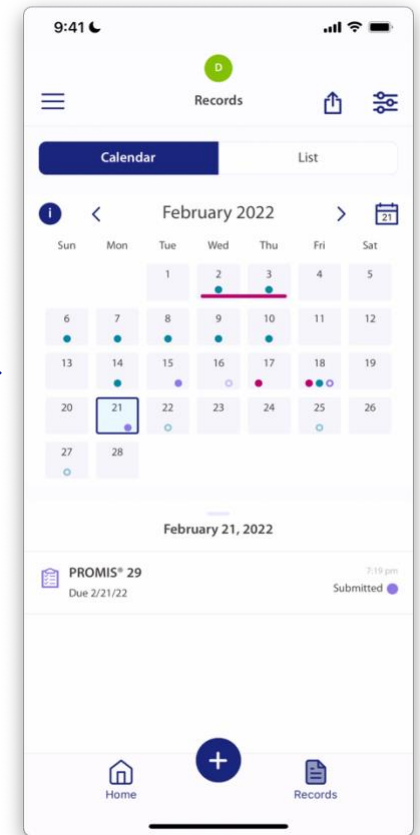 9:41
D
Records
Calendar List
i February 2022 21
Sun Mon Tue Wed Thu Fri Sat
1 2 3 4 5
6 7 8 9 10 11 12
13 14 15 16 17 18 19
20 21 22 23 24 25 26
27 28
February 21, 2022
PROMIS® 29 7:19 pm
Due 2/21/22 Submitted
+
Home Records